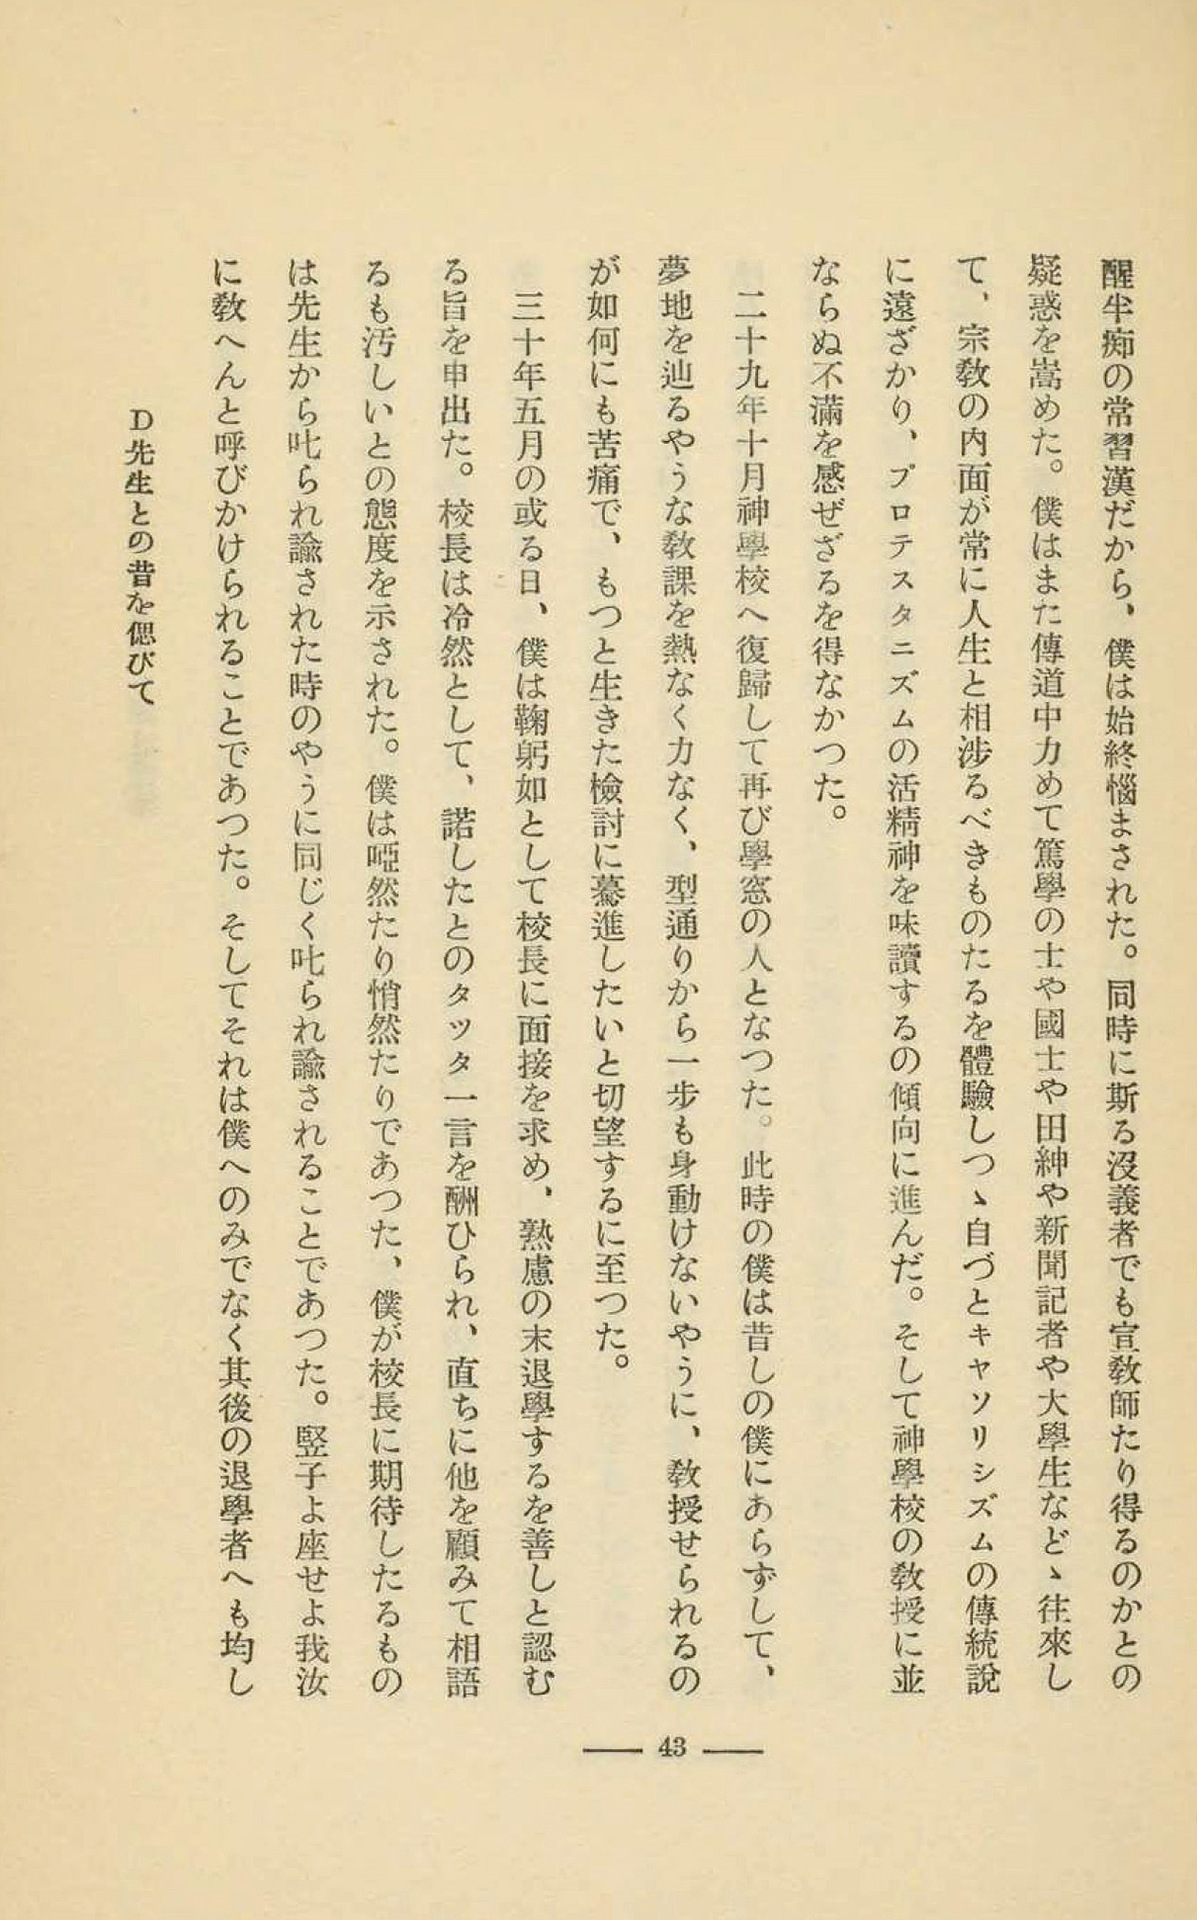 醒半痴の常習漢だから、僕は始終惱まされた。同時に斯る沒義者でも宣敎師たり得るのかとの
疑惑を嵩めた。僕はまた傳道中力めて篤學の士や國士や田紳や新聞記者や大學生などゝ往來し
て、宗敎の内面が常に人生と相渉るべきものたるを體驗しつゝ自づとキャソリシズムの傳統說
に遠ざかり、プロテスタニズムの活精神を味讀するの傾向に進んだ。そして神學校の敎授に並
ならぬ不滿を感ぜざるを得なかつた。
二十九年十月神學校へ復歸して再び學窓の人となつた。此時の僕は昔しの僕にあらずして、
夢地を辿るやうな敎課を熱なく力なく、型通りから一步も身動けないやうに、敎授せられるの
が如何にも苦痛で、もつと生きた檢討に驀進したいと切望するに至つた。
三十年五月の或る日、僕は鞠躬如として校長に面接を求め、熟慮の末退學するを善しと認む
る旨を申出た。校長は冷然として、諾したとのタッタ一言を酬ひられ、直ちに他を顧みて相語
るも汚しいとの態度を示された。僕は啞然たり悄然たりであつた、僕が校長に期待したるもの
は先生から叱られ諭された時のやうに同じく叱られ諭されることであつた。竪子よ座せよ我汝
に敎へんと呼びかけられることであつた。そしてそれは僕へのみでなく其後の退學者へも均し
D先生との昔を偲びて
43